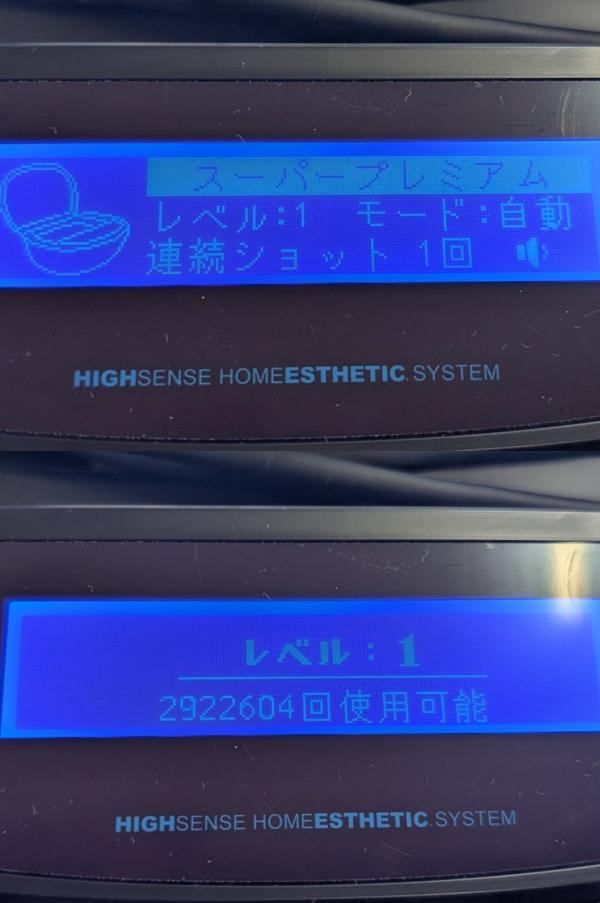 スーパープレミアム
レベル:1 モード:自動
連続ショット 1回
HIGHSENSE HOMEESTHETIC SYSTEM
レベル：1
2922604回使用可能
HIGHSENSE HOMEESTHETIC SYSTEM